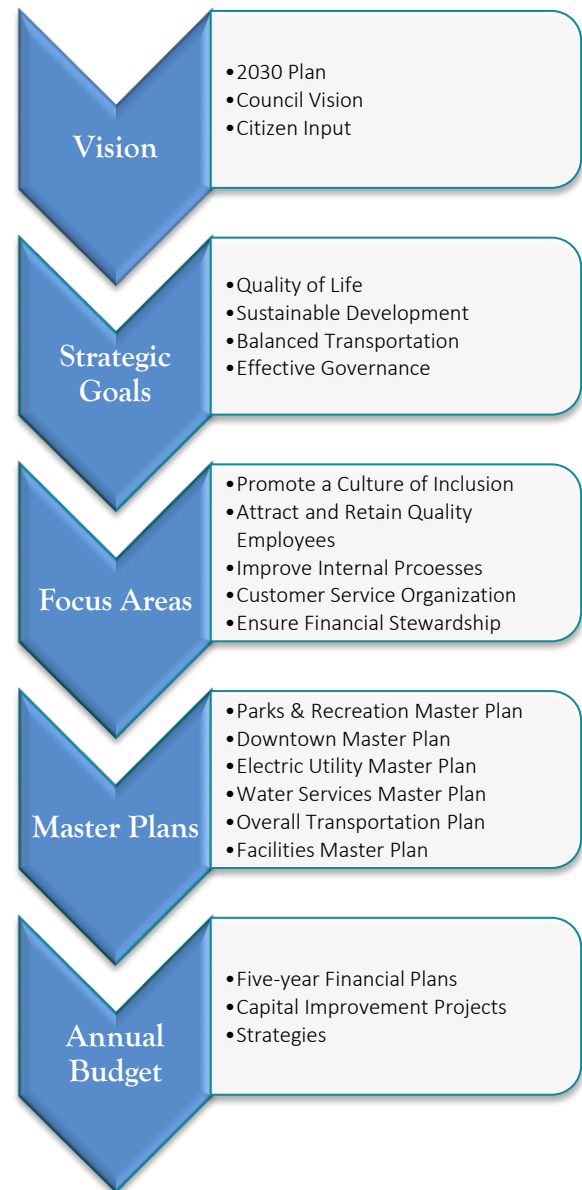 Vision
•2030 Plan
•Council Vision
•Citizen Input
Strategic
Goals
•Quality of Life
•Sustainable Development
•Balanced Transportation
•Effective Governance
Focus Areas
•Promote a Culture of Inclusion
•Attract and Retain Quality
Employees
•Improve Internal Prcoesses
•Customer Service Organization
•Ensure Financial Stewardship
Master Plans
•Parks & Recreation Master Plan
•Downtown Master Plan
•Electric Utility Master Plan
•Water Services Master Plan
•Overall Transportation Plan
•Facilities Master Plan
Annual
Budget
•Five-year Financial Plans
•Capital Improvement Projects
•Strategies